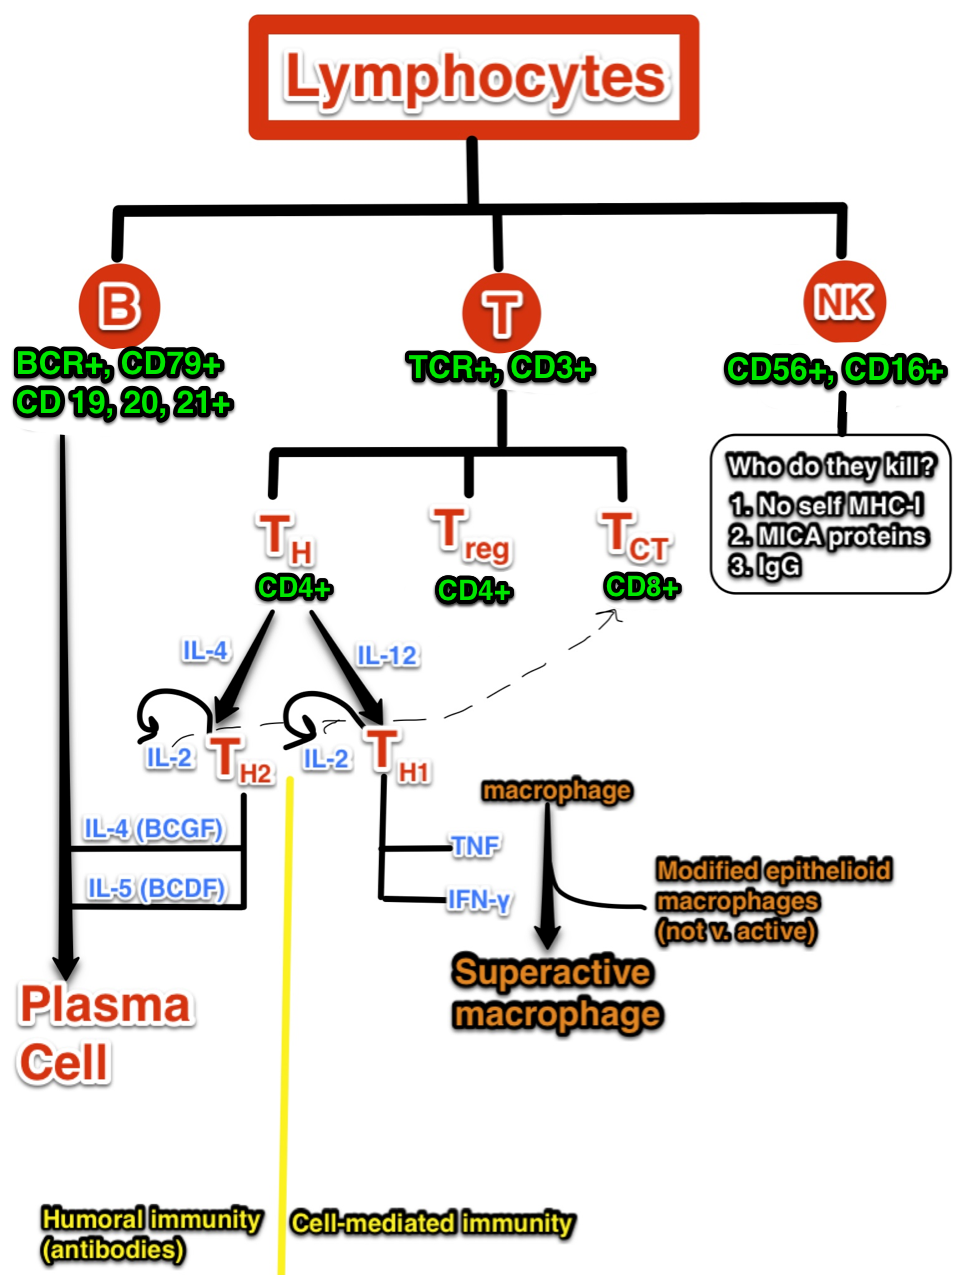 Lymphocytes
B
T
NK
BCR+, CD79+
CD 19, 20, 21+
TCR+, CD3+
CD56+, CD16+
Who do they kill?
1. No self MHC-I
2. MICA proteins
3. IgG
TH
CD4+
Treg
CD4+
TCT
CD8+
IL-4
IL-12
IL-2
TH2
IL-2
TH1
IL-4 (BCGF)
IL-5 (BCDF)
TNF
IFN-γ
macrophage
Modified epithelioid
macrophages
(not v. active)
Superactive
macrophage
Plasma
Cell
Humoral immunity
(antibodies)
Cell-mediated immunity